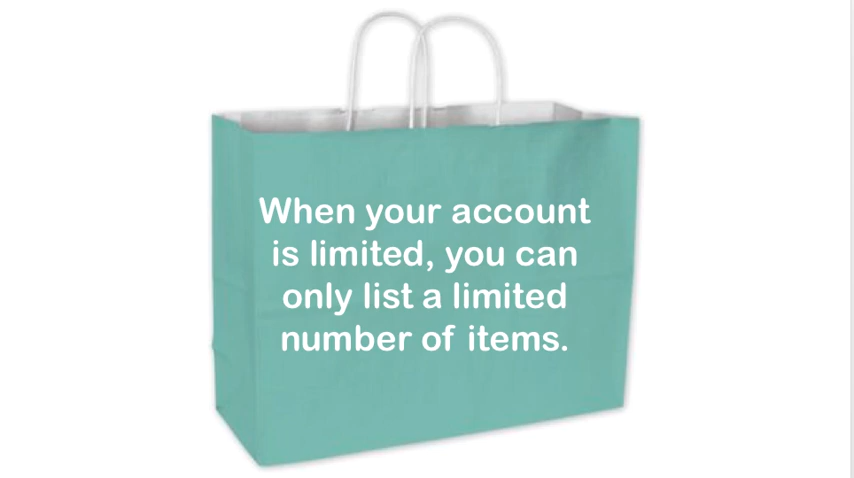 When your account
is limited, you can
only list a limited
number of items.